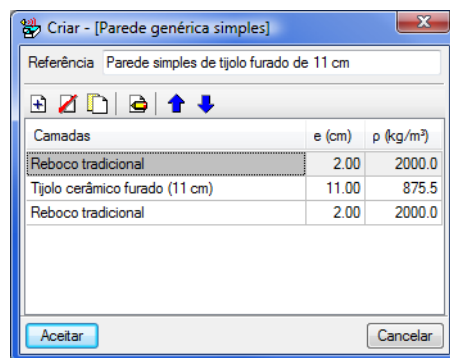 Criar - [Parede genérica simples]
Referência Parede simples de tijolo furado de 11 cm
Camadas e (cm) ρ (kg/m³)
Reboco tradicional 2.00 2000.0
Tijolo cerâmico furado (11 cm) 11.00 875.5
Reboco tradicional 2.00 2000.0
Aceitar Cancelar